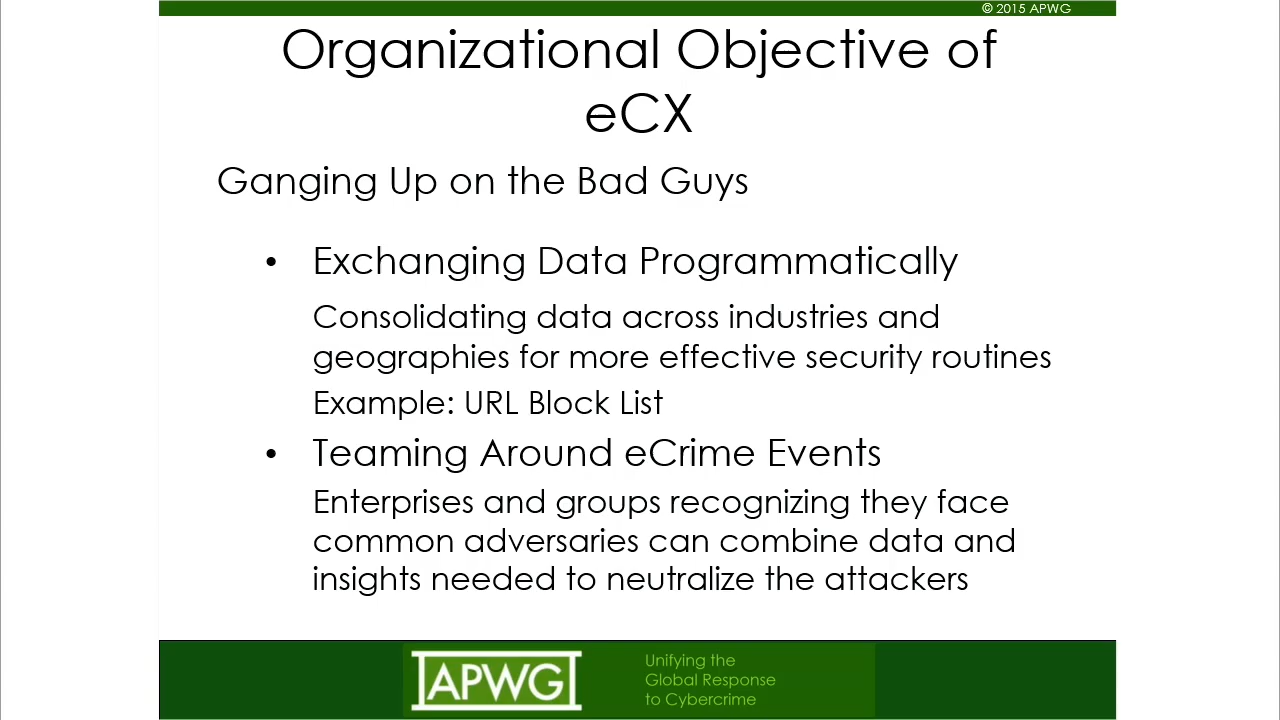 © 2015 APWG
Organizational Objective of
eCX
Ganging Up on the Bad Guys
• Exchanging Data Programmatically
Consolidating data across industries and
geographies for more effective security routines
Example: URL Block List
• Teaming Around eCrime Events
Enterprises and groups recognizing they face
common adversaries can combine data and
insights needed to neutralize the attackers
APWG
Unifying the
Global Response
to Cybercrime